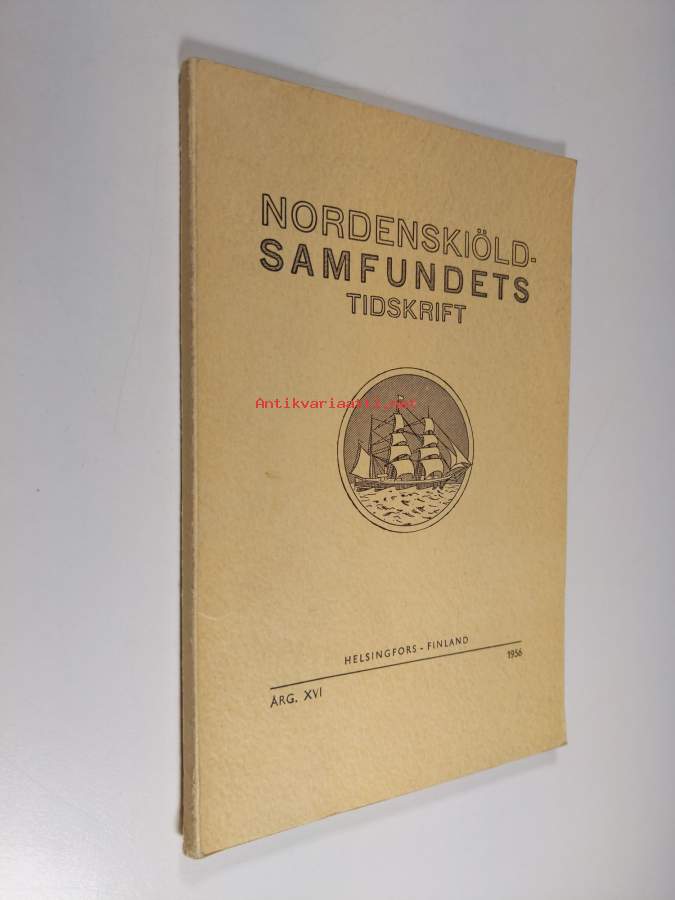 NORDENSKIÖLD-
SAMFUNDETS
TIDSKRIFT
Antikvariaatti.net
HELSINGFORS - FINLAND
ÅRG. XVI 1956